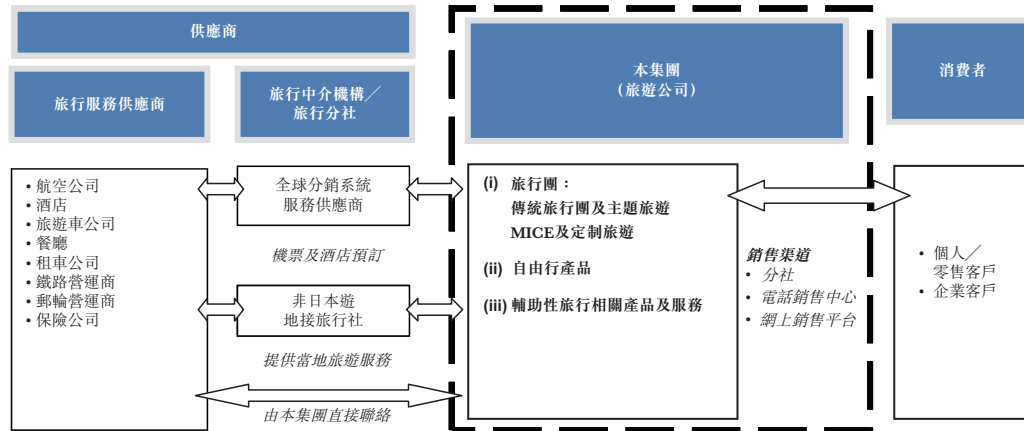 供應商
旅行服務供應商
旅行中介機構／
旅行分社
本集團
(旅遊公司)
消費者
• 航空公司
• 酒店
• 旅遊車公司
• 餐廳
• 租車公司
• 鐵路營運商
• 郵輪營運商
• 保險公司
全球分銷系統
服務供應商
機票及酒店預訂
非日本遊
地接旅行社
提供當地旅遊服務
由本集團直接聯絡
(i) 旅行團：
傳統旅行團及主題旅遊
MICE及定制旅遊
(ii) 自由行產品
(iii) 輔助性旅行相關產品及服務
銷售渠道
• 分社
• 電話銷售中心
• 網上銷售平台
• 個人／
零售客戶
• 企業客戶